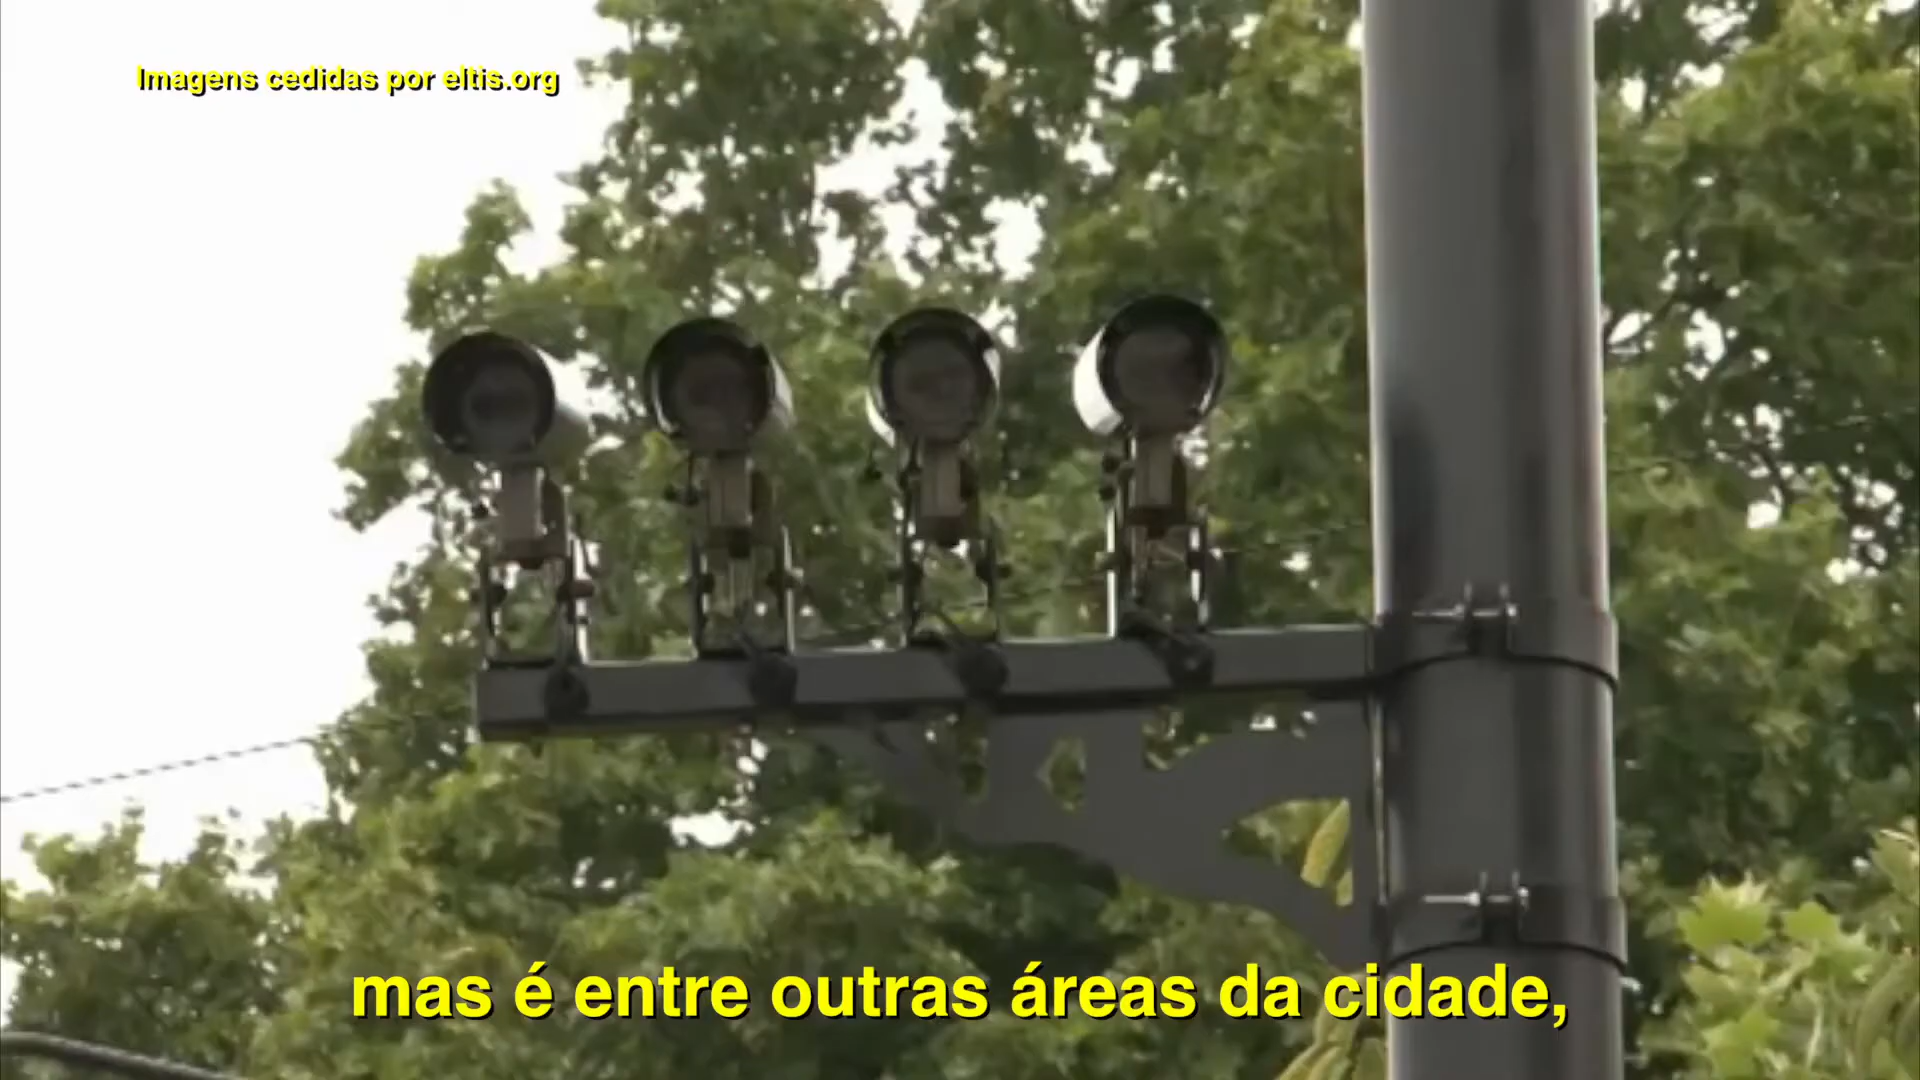 Imagens cedidas por eltis.org
mas é entre outras áreas da cidade,